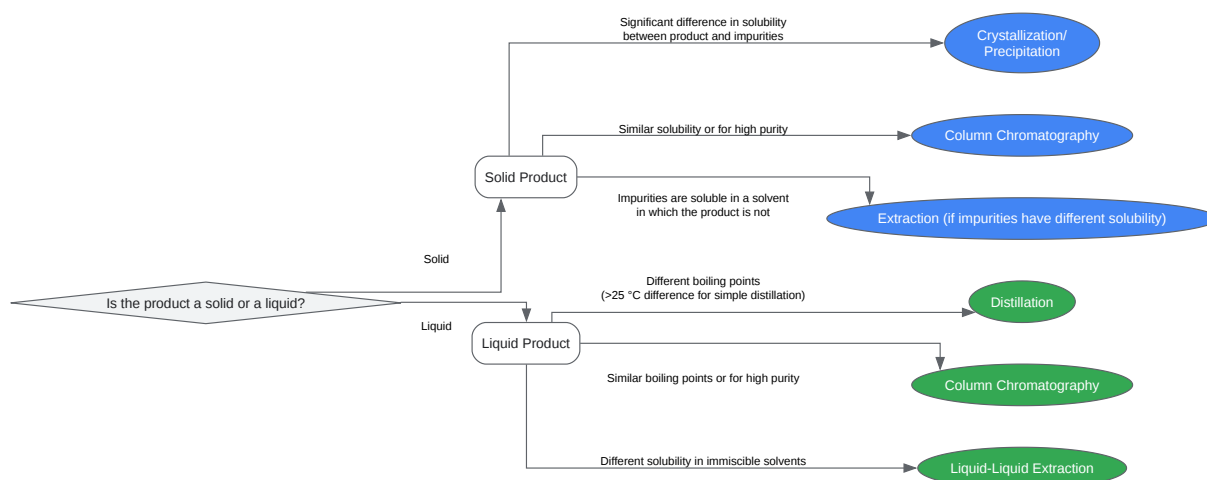 Significant difference in solubility
between product and impurities
Crystallization/
Precipitation
Similar solubility or for high purity
Column Chromatography
Solid Product
Impurities are soluble in a solvent
in which the product is not
Extraction (if impurities have different solubility)
Solid
Is the product a solid or a liquid?
Different boiling points
(>25 °C difference for simple distillation)
Distillation
Liquid
Liquid Product
Similar boiling points or for high purity
Column Chromatography
Different solubility in immiscible solvents
Liquid-Liquid Extraction